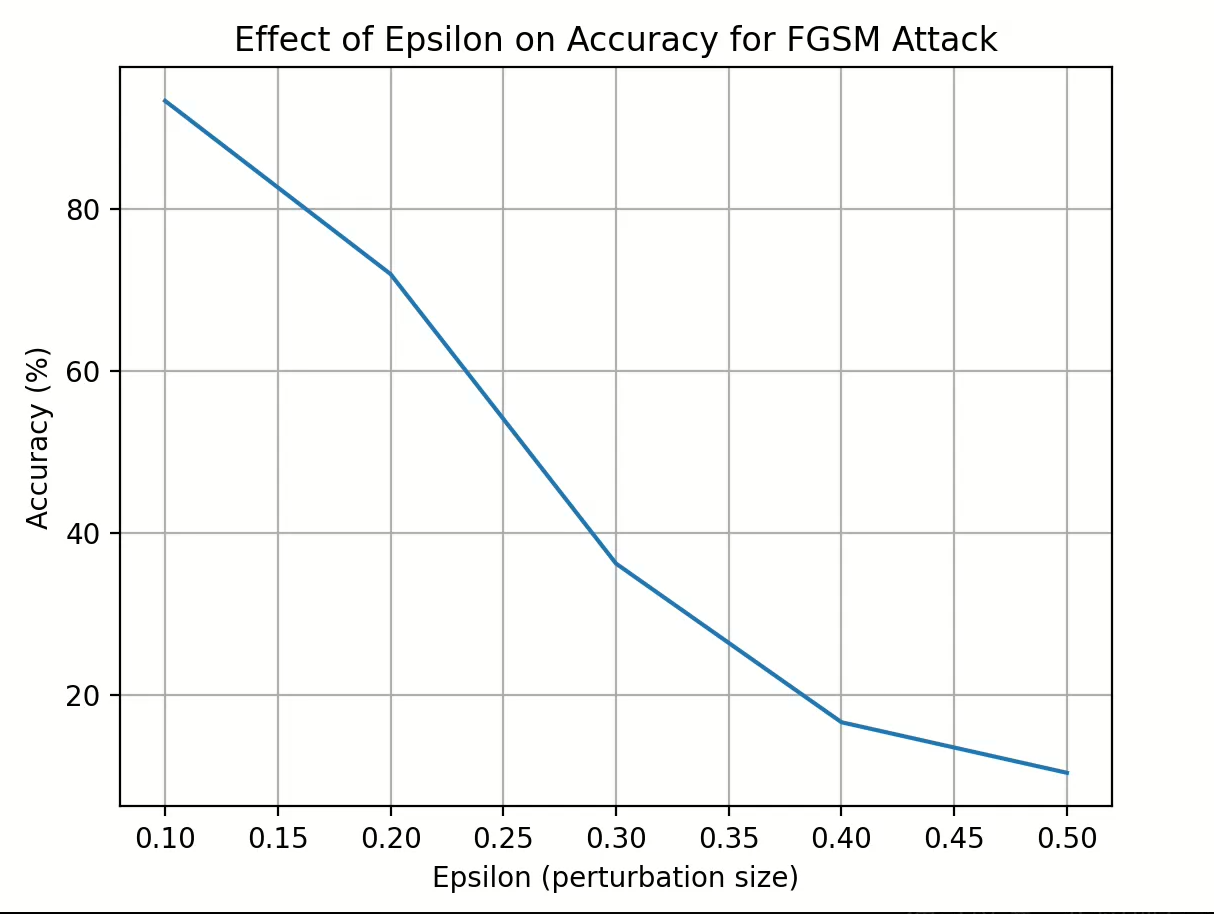 Effect of Epsilon on Accuracy for FGSM Attack
Accuracy (%)
80
60
40
20
0.10 0.15 0.20 0.25 0.30 0.35 0.40 0.45 0.50
Epsilon (perturbation size)